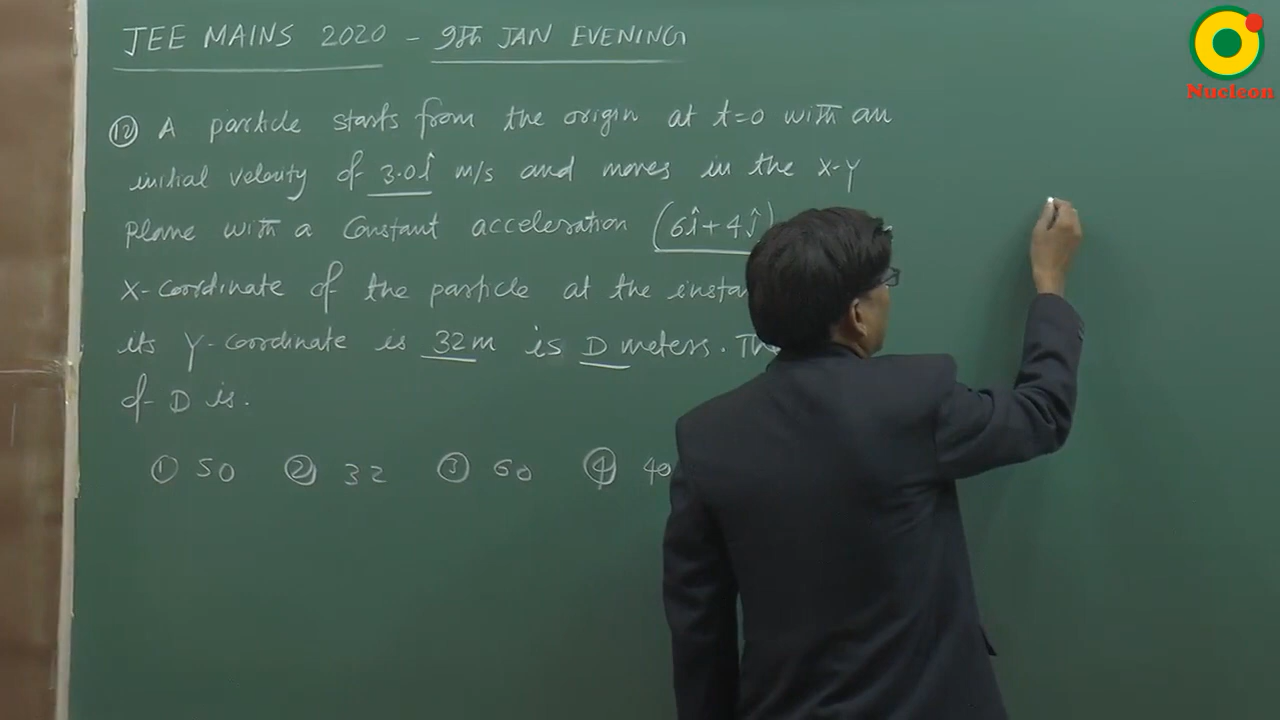 JEE MAINS 2020 - 9th JAN EVENING
Nucleon
⑫ A particle starts from the origin at t=0 with an
initial velocity of 3.0î m/s and moves in the X-Y
plane with a constant acceleration (6î+4ĵ)
X-coordinate of the particle at the
its Y-coordinate is 32m is D meters.
of D is.
① 50 ② 32 ③ 60 ④ 40